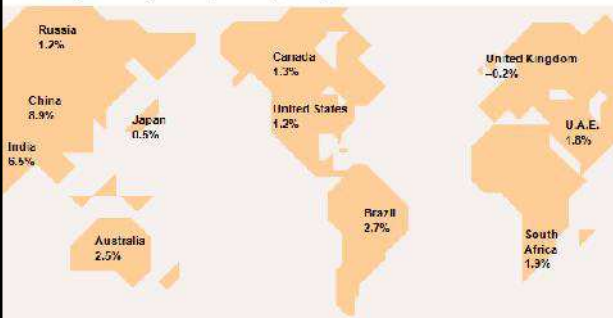 Russia
1.2%
China
8.9%
Japan
0.5%
India
6.5%
Australia
2.5%
Canada
1.3%
United States
1.2%
Brazil
2.7%
United Kingdom
–0.2%
U.A.E.
1.8%
South
Africa
1.9%